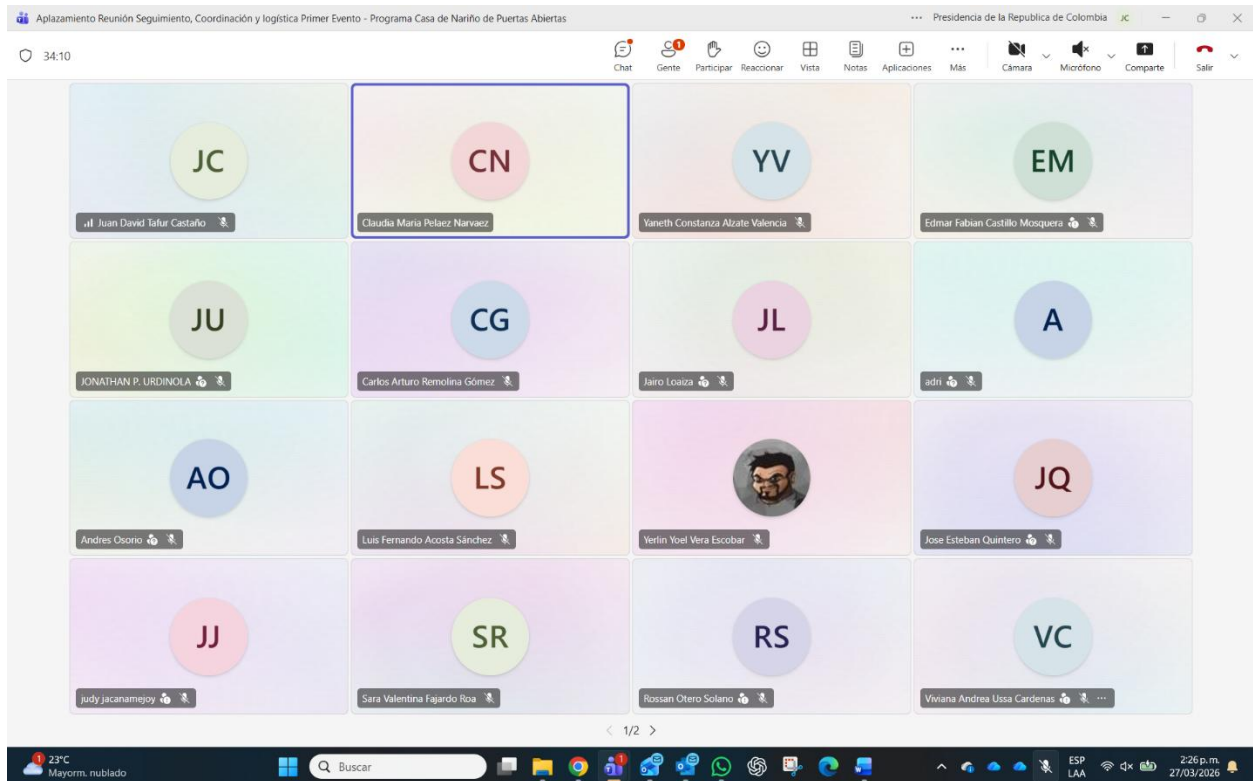 Aplazamiento Reunión Seguimiento, Coordinación y logística Primer Evento - Programa Casa de Nariño de Puertas Abiertas
Presidencia de la Republica de Colombia JC
34:10
Chat Gente Participar Reaccionar Vista Notas Aplicaciones Más Cámara Micrófono Comparte Salir
JC CN YV EM
Juan David Tafur Castaño Claudia Maria Pelaez Narvaez Yaneth Constanza Alzate Valencia Edmar Fabian Castillo Mosquera
JU CG JL A
JONATHAN P. URDINOLA Carlos Arturo Remolina Gómez Jairo Loaiza adri
AO LS JQ
Andres Osorio Luis Fernando Acosta Sánchez Yerlin Yoel Vera Escobar Jose Esteban Quintero
JJ SR RS VC
judy jacanamejoy Sara Valentina Fajardo Roa Rossan Otero Solano Viviana Andrea Ussa Cardenas
1/2
1 23°C
Mayorm. nublado
Buscar
ESP
LAA
2:26 p. m.
27/03/2026